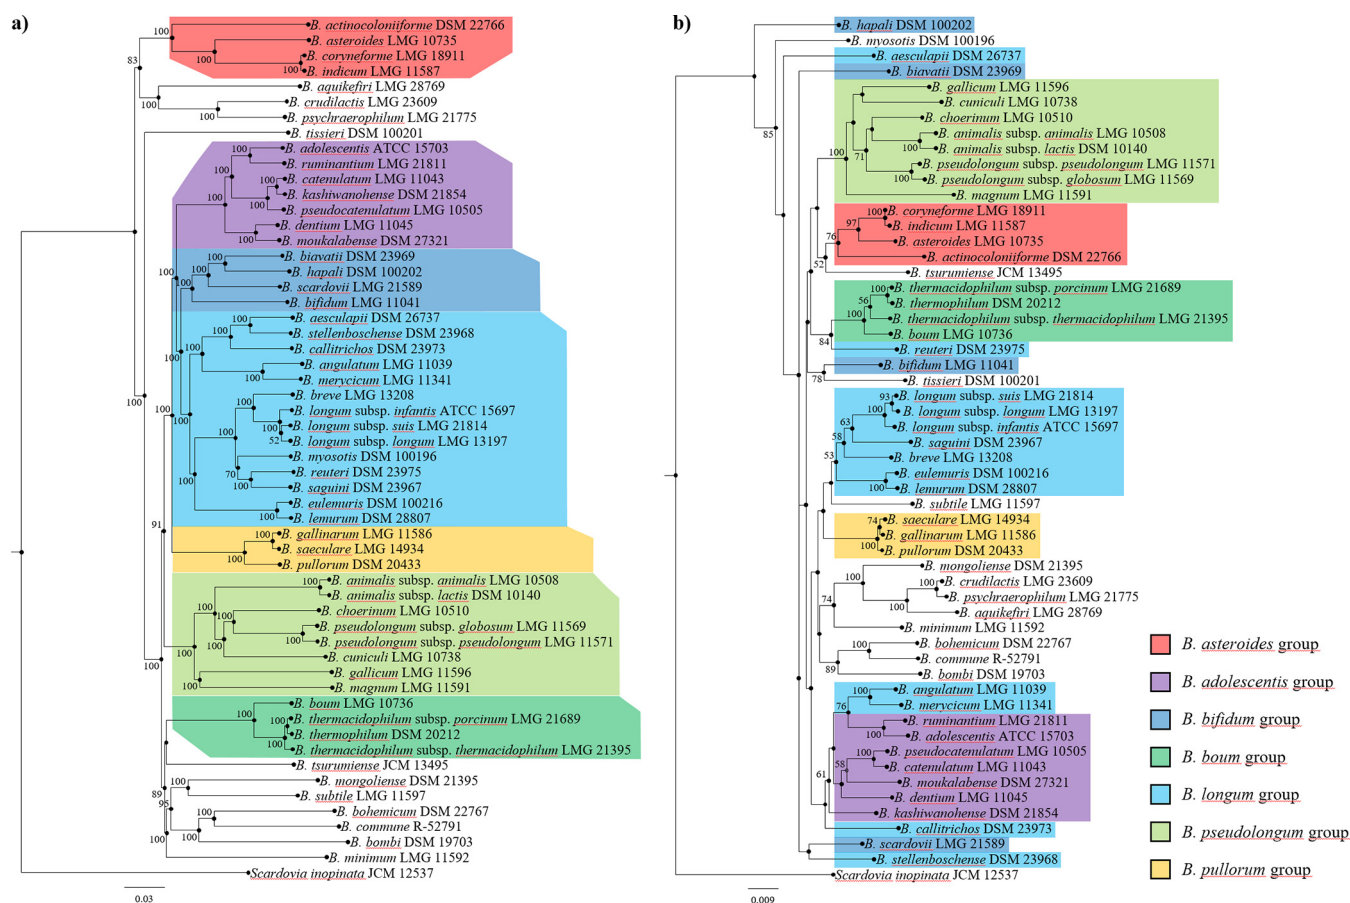 a)
B. actinocoloniiforme DSM 22766
B. asteroides LMG 10735
B. coryneforme LMG 18911
B. indicum LMG 11587
B. aquikefiri LMG 28769
B. crudilactis LMG 23609
B. psychraerophilum LMG 21775
B. tissieri DSM 100201
B. adolescentis ATCC 15703
B. ruminantium LMG 21811
B. catenulatum LMG 11043
B. kashiwanohense DSM 21854
B. pseudocatenulatum LMG 10505
B. dentium LMG 11045
B. moukalabense DSM 27321
B. biavatii DSM 23969
B. hapali DSM 100202
B. scardovii LMG 21589
B. bifidum LMG 11041
B. aesculapii DSM 26737
B. stellenboschense DSM 23968
B. callitrichos DSM 23973
B. angulatum LMG 11039
B. merycicum LMG 11341
B. breve LMG 13208
B. longum subsp. infantis ATCC 15697
B. longum subsp. suis LMG 21814
B. longum subsp. longum LMG 13197
B. myosotis DSM 100196
B. reuteri DSM 23975
B. saguini DSM 23967
B. eulemuris DSM 100216
B. lemurum DSM 28807
B. gallinarum LMG 11586
B. saeculare LMG 14934
B. pullorum DSM 20433
B. animalis subsp. animalis LMG 10508
B. animalis subsp. lactis DSM 10140
B. choerinum LMG 10510
B. pseudolongum subsp. globosum LMG 11569
B. pseudolongum subsp. pseudolongum LMG 11571
B. cuniculi LMG 10738
B. gallicum LMG 11596
B. magnum LMG 11591
B. boum LMG 10736
B. thermacidophilum subsp. porcinum LMG 21689
B. thermophilum DSM 20212
B. thermacidophilum subsp. thermacidophilum LMG 21395
B. tsurumiense JCM 13495
B. mongoliense DSM 21395
B. subtile LMG 11597
B. bohemicum DSM 22767
B. commune R-52791
B. bombi DSM 19703
B. minimum LMG 11592
Scardovia inopinata JCM 12537
0.03
b)
B. hapali DSM 100202
B. myosotis DSM 100196
B. aesculapii DSM 26737
B. biavatii DSM 23969
B. gallicum LMG 11596
B. cuniculi LMG 10738
B. choerinum LMG 10510
B. animalis subsp. animalis LMG 10508
B. animalis subsp. lactis DSM 10140
B. pseudolongum subsp. pseudolongum LMG 11571
B. pseudolongum subsp. globosum LMG 11569
B. magnum LMG 11591
B. coryneforme LMG 18911
B. indicum LMG 11587
B. asteroides LMG 10735
B. actinocoloniiforme DSM 22766
B. tsurumiense JCM 13495
B. thermacidophilum subsp. porcinum LMG 21689
B. thermophilum DSM 20212
B. thermacidophilum subsp. thermacidophilum LMG 21395
B. boum LMG 10736
B. reuteri DSM 23975
B. bifidum LMG 11041
B. tissieri DSM 100201
B. longum subsp. suis LMG 21814
B. longum subsp. longum LMG 13197
B. longum subsp. infantis ATCC 15697
B. saguini DSM 23967
B. breve LMG 13208
B. eulemuris DSM 100216
B. lemurum DSM 28807
B. subtile LMG 11597
B. saeculare LMG 14934
B. gallinarum LMG 11586
B. pullorum DSM 20433
B. mongoliense DSM 21395
B. crudilactis LMG 23609
B. psychraerophilum LMG 21775
B. aquikefiri LMG 28769
B. minimum LMG 11592
B. bohemicum DSM 22767
B. commune R-52791
B. bombi DSM 19703
B. angulatum LMG 11039
B. merycicum LMG 11341
B. ruminantium LMG 21811
B. adolescentis ATCC 15703
B. pseudocatenulatum LMG 10505
B. catenulatum LMG 11043
B. moukalabense DSM 27321
B. dentium LMG 11045
B. kashiwanohense DSM 21854
B. callitrichos DSM 23973
B. scardovii LMG 21589
B. stellenboschense DSM 23968
Scardovia inopinata JCM 12537
0.009
B. asteroides group
B. adolescentis group
B. bifidum group
B. boum group
B. longum group
B. pseudolongum group
B. pullorum group